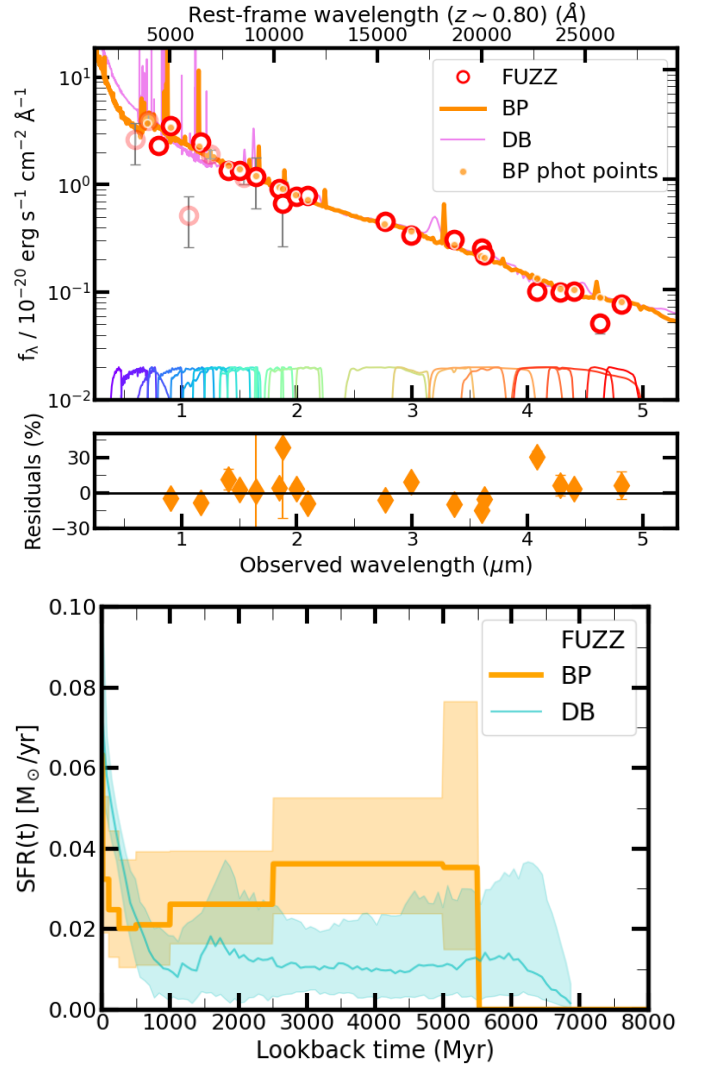 Rest-frame wavelength (z ~ 0.80) (Å)
5000 10000 15000 20000 25000
10¹
10⁰
10⁻¹
10⁻²
f_λ / 10⁻²⁰ erg s⁻¹ cm⁻² Å⁻¹
FUZZ
BP
DB
BP phot points
1 2 3 4 5
Residuals (%)
30
0
−30
1 2 3 4 5
Observed wavelength (μm)
SFR(t) [M⊙/yr]
0.10
0.08
0.06
0.04
0.02
0.00
FUZZ
BP
DB
0 1000 2000 3000 4000 5000 6000 7000 8000
Lookback time (Myr)